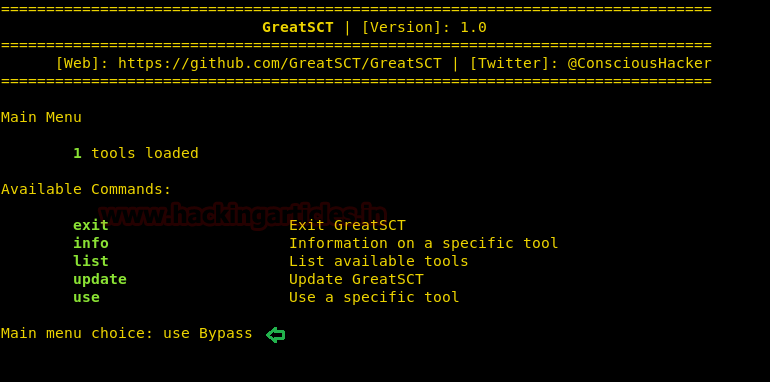 ===============================================================================
GreatSCT | [Version]: 1.0
===============================================================================
[Web]: https://github.com/GreatSCT/GreatSCT | [Twitter]: @ConsciousHacker
===============================================================================
Main Menu
1 tools loaded
Available Commands:
www.hackingarticles.in
exit Exit GreatSCT
info Information on a specific tool
list List available tools
update Update GreatSCT
use Use a specific tool
Main menu choice: use Bypass